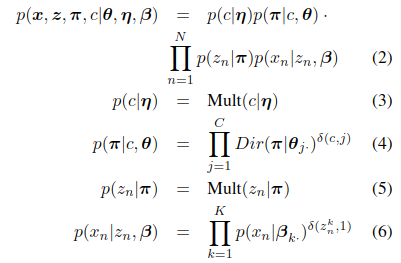 p(x, z, π, c|θ, η, β) = p(c|η)p(π|c, θ) ·
∏_{n=1}^{N} p(z_n|π)p(x_n|z_n, β) (2)
p(c|η) = Mult(c|η) (3)
p(π|c, θ) = ∏_{j=1}^{C} Dir(π|θ_{j·})^{δ(c,j)} (4)
p(z_n|π) = Mult(z_n|π) (5)
p(x_n|z_n, β) = ∏_{k=1}^{K} p(x_n|β_{k·})^{δ(z_n^k,1)} (6)